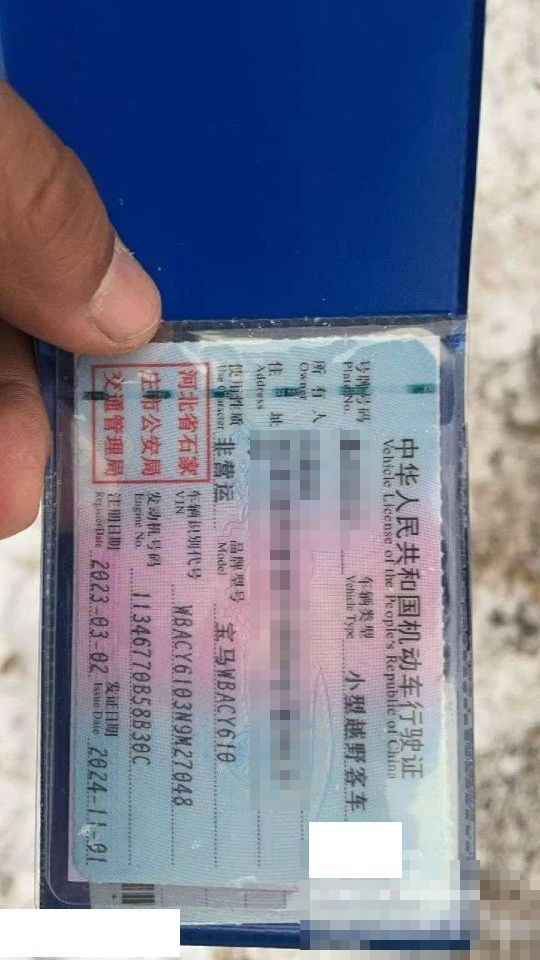 中华人民共和国机动车行驶证
Vehicle License of the People's Republic of China
号牌号码 车辆类型 小型越野客车
Plate No. Vehicle Type
所有人
Owner
住址
Address
使用性质 非营运 品牌型号 宝马WBACY610
Use Character Model
河北省石家
庄市公安局
交通管理局
车辆识别代号 WBACY6103N9M27048
VIN
发动机号码 11346770B58B30C
Engine No.
注册日期 2023-03-02 发证日期 2024-11-01
Register Date Issue Date